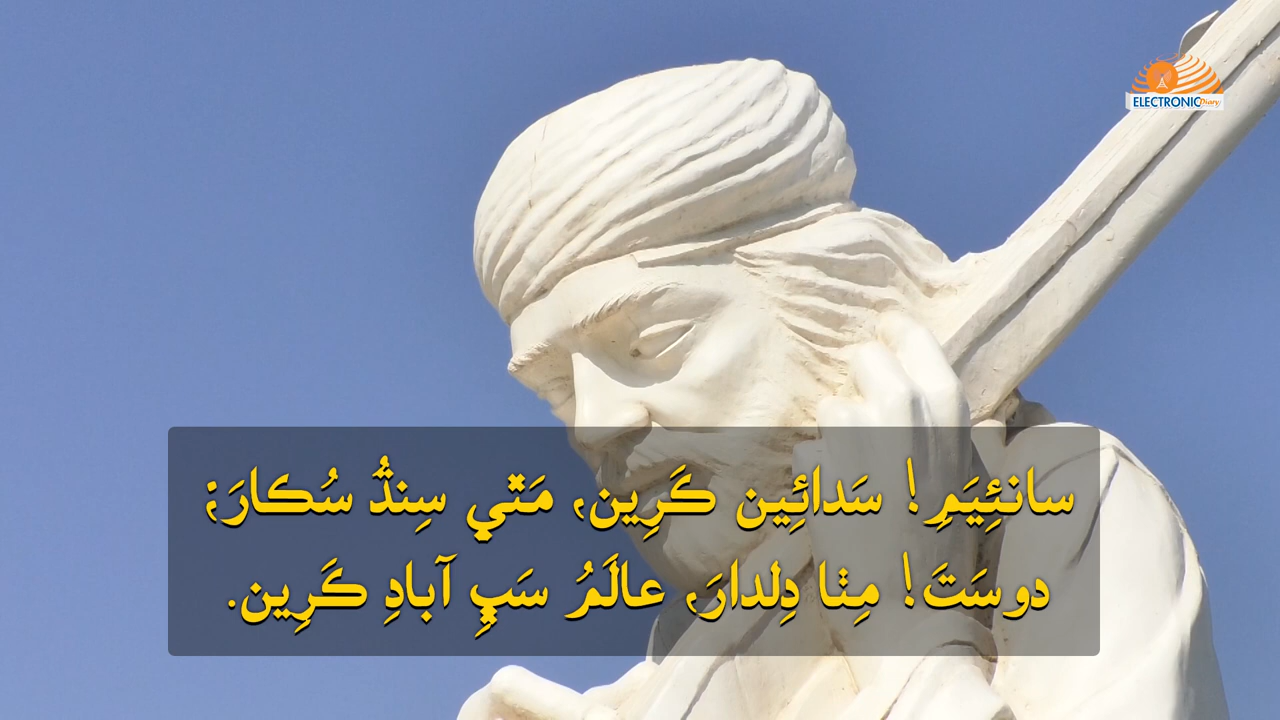 ELECTRONIC Diary
سانئِيَمِ! سَدائِين ڪَرِين، مَٿي سِنڌُ سُڪارَ؛
دوسَتَ! مِٺا دِلدارَ، عالَمُ سَڀِ آبادِ ڪَرِين.